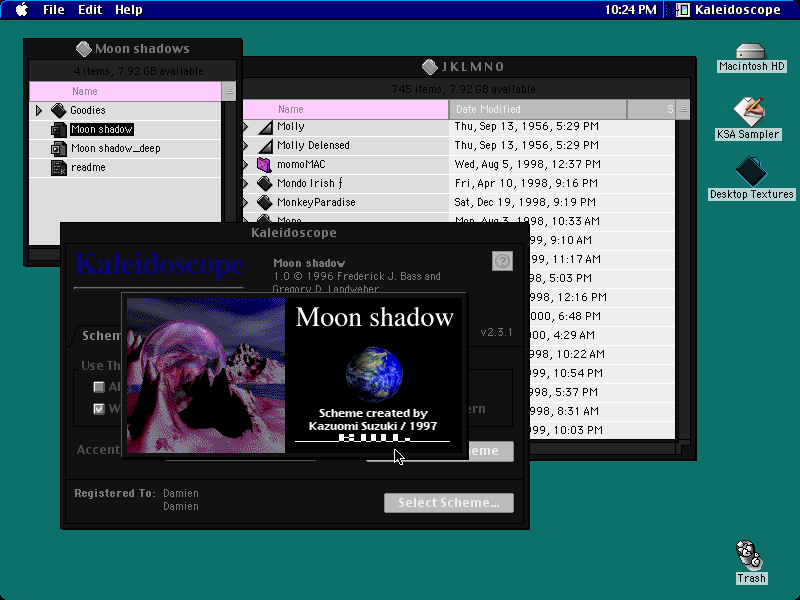 File Edit Help
10:24 PM
Kaleidoscope
Moon shadows
4 items, 7.92 GB available
Name
Goodies
Moon shadow
Moon shadow_deep
readme
JKLMNO
745 items, 7.92 GB available
Name Date Modified S
Molly Thu, Sep 13, 1956, 5:29 PM
Molly Delensed Thu, Sep 13, 1956, 5:29 PM
momoMAC Wed, Aug 5, 1998, 12:37 PM
Mondo Irish ƒ Fri, Apr 10, 1998, 9:16 PM
MonkeyParadise Sat, Dec 19, 1998, 9:19 PM
Mono Mon, Aug 3, 1998, 10:33 AM
99, 9:10 AM
999, 11:17 AM
998, 5:03 PM
998, 12:16 PM
000, 6:48 PM
000, 4:29 AM
998, 10:22 AM
999, 10:54 PM
998, 5:37 PM
998, 8:31 AM
999, 10:03 PM
Macintosh HD
KSA Sampler
Desktop Textures
Trash
Kaleidoscope
Kaleidoscope
Moon shadow
1.0 © 1996 Frederick J. Bass and
Gregory D. Landweber
v2.3.1
Schem
Use Th
Al
W
ern
Accent
eme
Moon shadow
Scheme created by
Kazuomi Suzuki / 1997
Registered To: Damien
Damien
Select Scheme...